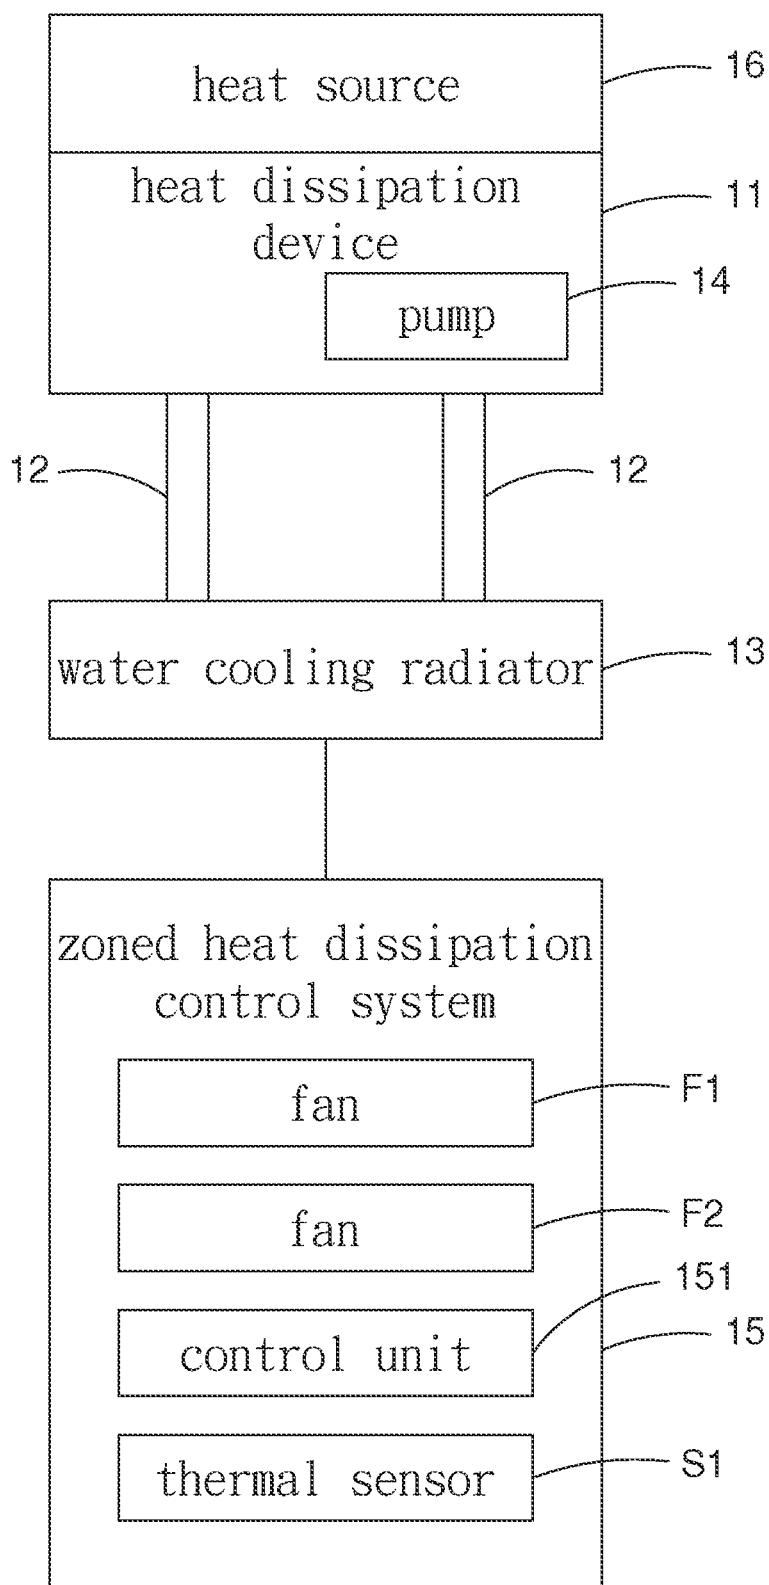 heat source
16
heat dissipation
device
11
pump
14
12
12
water cooling radiator
13
zoned heat dissipation
control system
fan
F1
fan
F2
151
control unit
15
thermal sensor
S1